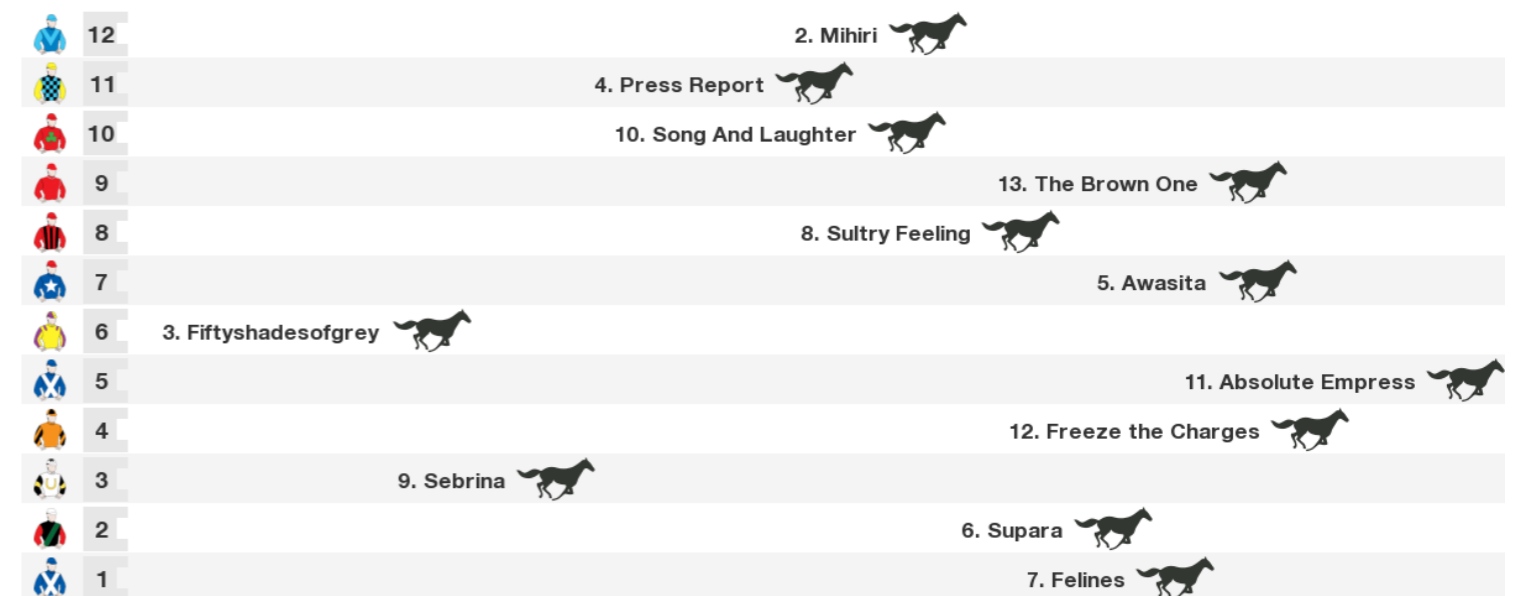 12 2. Mihiri
11 4. Press Report
10 10. Song And Laughter
9 13. The Brown One
8 8. Sultry Feeling
7 5. Awasita
6 3. Fiftyshadesofgrey
5 11. Absolute Empress
4 12. Freeze the Charges
3 9. Sebrina
2 6. Supara
1 7. Felines